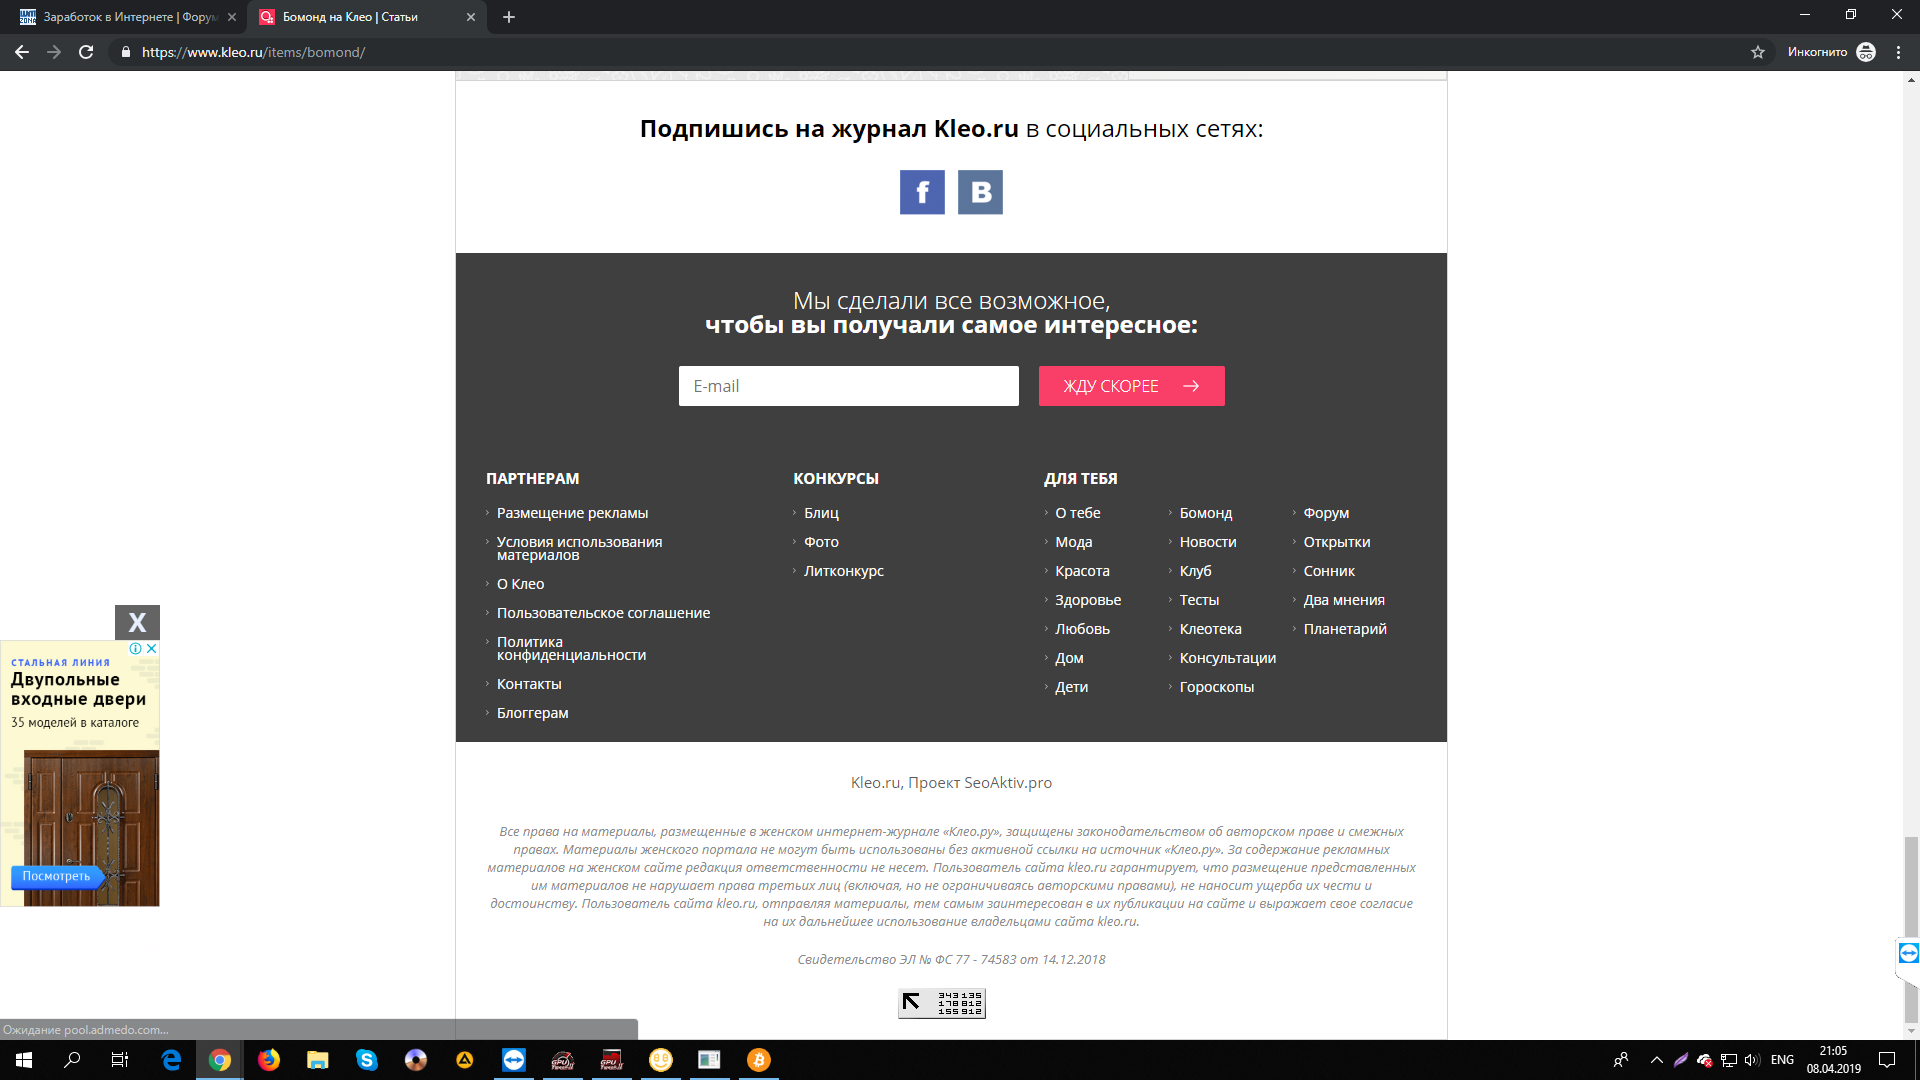 Заработок в Интернете | Форум
Бомонд на Клео | Статьи
https://www.kleo.ru/items/bomond/
Инкогнито
Подпишись на журнал Kleo.ru в социальных сетях:
f
B
Мы сделали все возможное,
чтобы вы получали самое интересное:
E-mail
ЖДУ СКОРЕЕ
ПАРТНЕРАМ
Размещение рекламы
Условия использования
материалов
О Клео
Пользовательское соглашение
Политика
конфиденциальности
Контакты
Блоггерам
КОНКУРСЫ
Блиц
Фото
Литконкурс
ДЛЯ ТЕБЯ
О тебе
Мода
Красота
Здоровье
Любовь
Дом
Дети
Бомонд
Новости
Клуб
Тесты
Клеотека
Консультации
Гороскопы
Форум
Открытки
Сонник
Два мнения
Планетарий
X
СТАЛЬНАЯ ЛИНИЯ
Двупольные
входные двери
35 моделей в каталоге
Посмотреть
Kleo.ru, Проект SeoAktiv.pro
Все права на материалы, размещенные в женском интернет-журнале «Клео.ру», защищены законодательством об авторском праве и смежных
правах. Материалы женского портала не могут быть использованы без активной ссылки на источник «Клео.ру». За содержание рекламных
материалов на женском сайте редакция ответственности не несет. Пользователь сайта kleo.ru гарантирует, что размещение представленных
им материалов не нарушает права третьих лиц (включая, но не ограничиваясь авторскими правами), не наносит ущерба их чести и
достоинству. Пользователь сайта kleo.ru, отправляя материалы, тем самым заинтересован в их публикации на сайте и выражает свое согласие
на их дальнейшее использование владельцами сайта kleo.ru.
Свидетельство ЭЛ № ФС 77 - 74583 от 14.12.2018
343 135
178 812
155 912
Ожидание pool.admedo.com...
ENG
21:05
08.04.2019